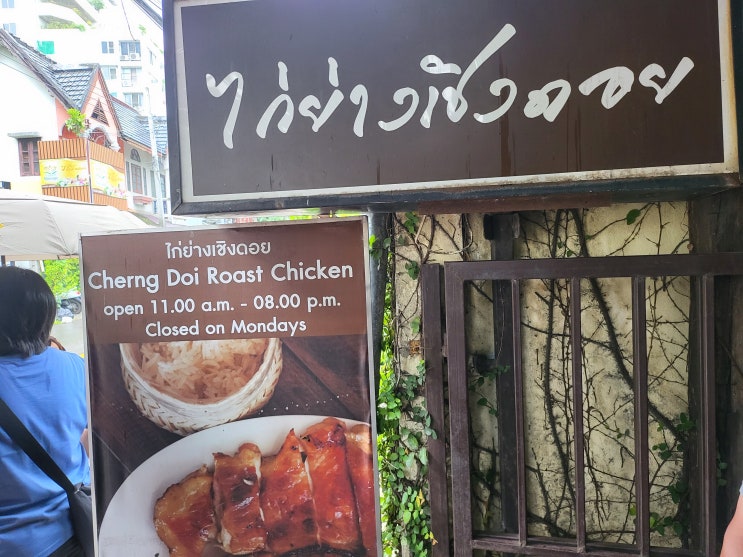 ไก่ย่างเชิงดอย
ไก่ย่างเชิงดอย
Cherng Doi Roast Chicken
open 11.00 a.m. - 08.00 p.m.
Closed on Mondays